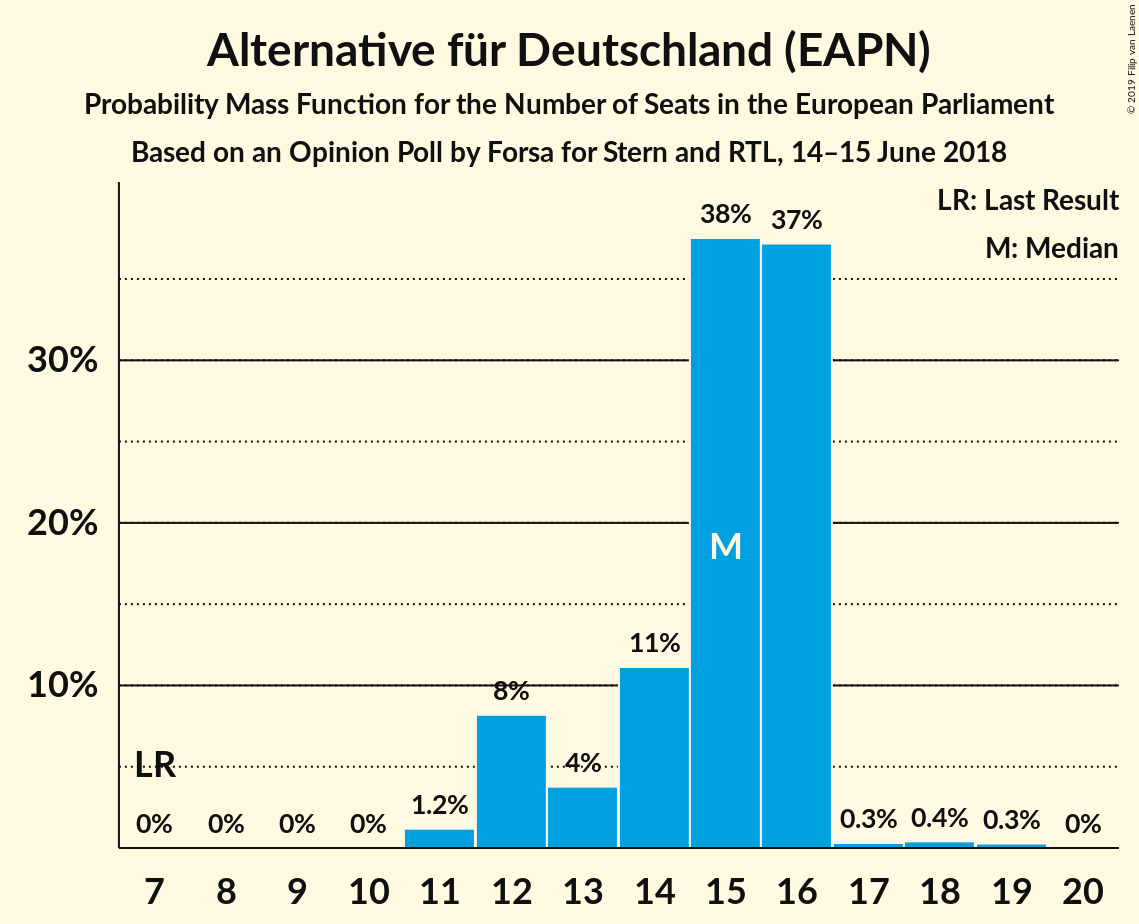 Alternative für Deutschland (EAPN)
Probability Mass Function for the Number of Seats in the European Parliament
Based on an Opinion Poll by Forsa for Stern and RTL, 14–15 June 2018
© 2019 Filip van Laenen
LR: Last Result
M: Median
38%
37%
30%
20%
M
11%
10%
8%
LR
4%
1.2%
0% 0% 0% 0% 0.3% 0.4% 0.3% 0%
7 8 9 10 11 12 13 14 15 16 17 18 19 20